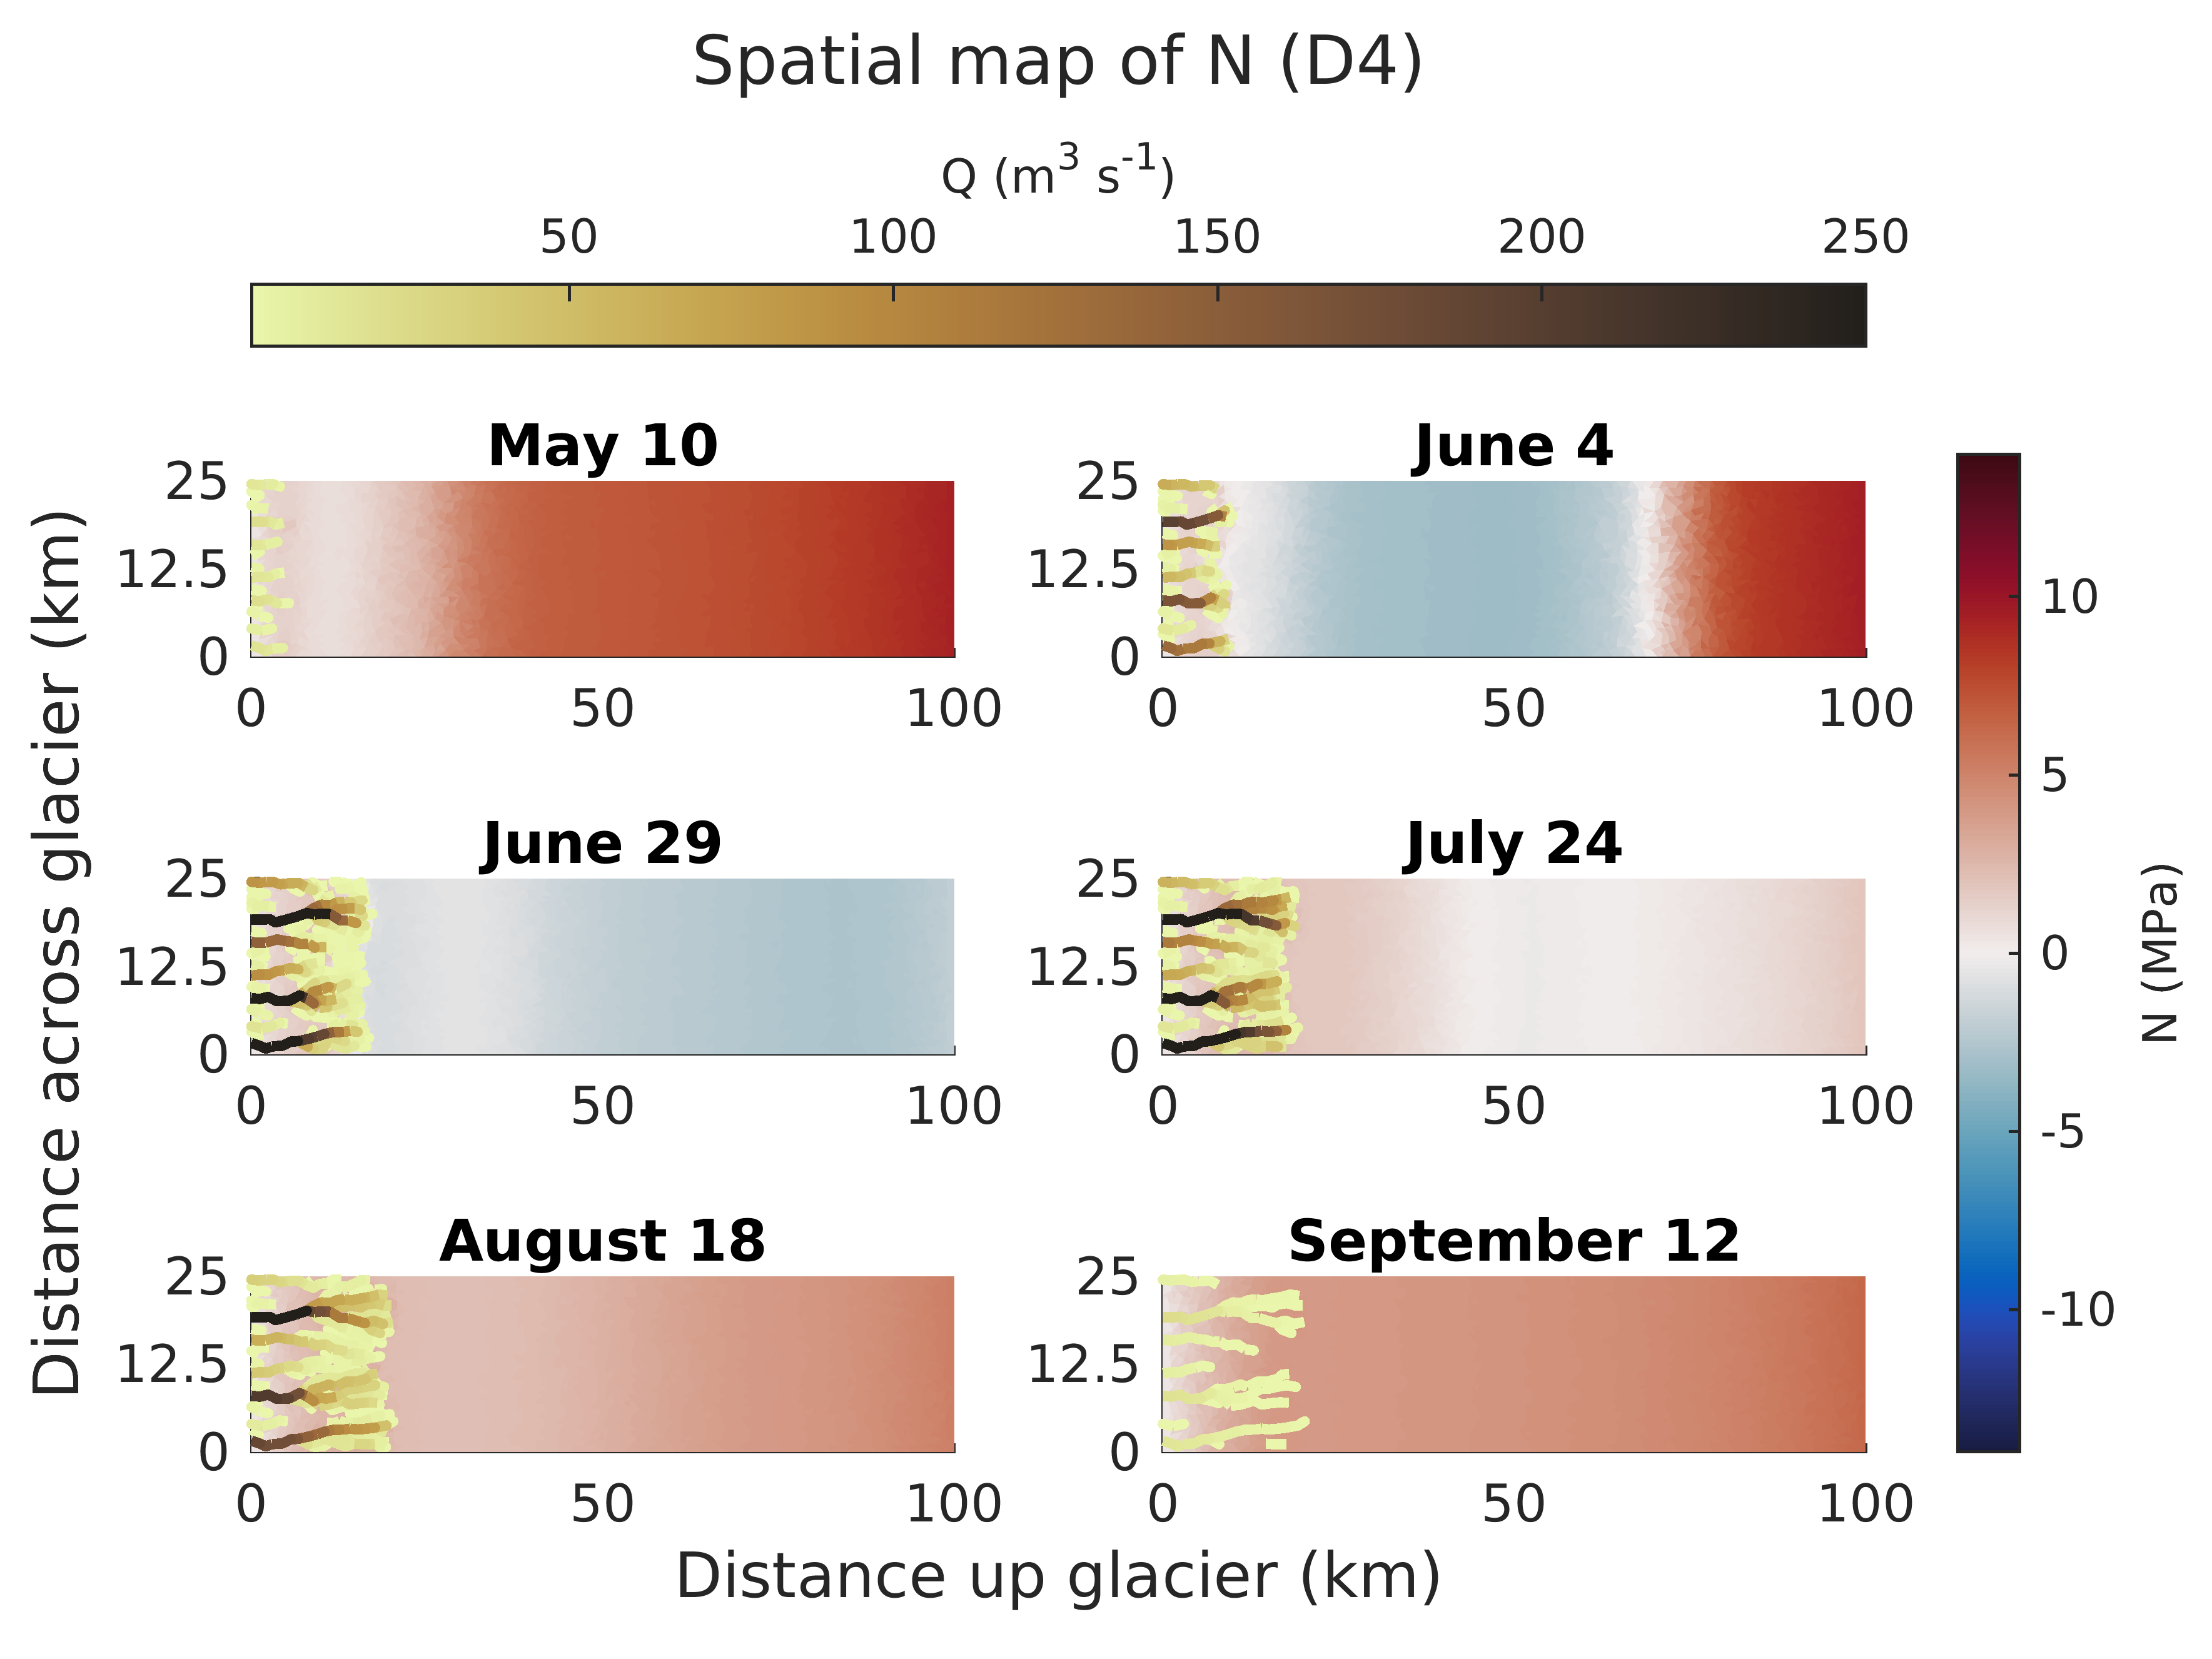 Spatial map of N (D4)
Q (m³ s⁻¹)
50 100 150 200 250
May 10
June 4
25
12.5
0
0 50 100
25
12.5
0
0 50 100
10
5
0
-5
-10
N (MPa)
Distance across glacier (km)
June 29
July 24
25
12.5
0
0 50 100
25
12.5
0
0 50 100
August 18
September 12
25
12.5
0
0 50 100
25
12.5
0
0 50 100
Distance up glacier (km)